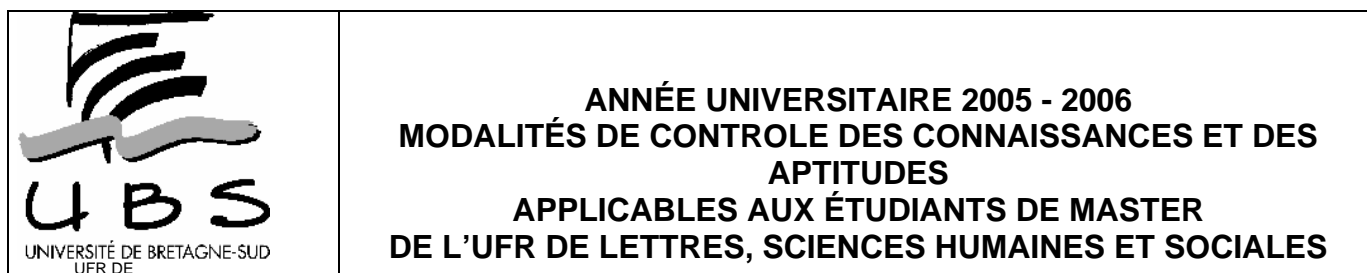 UBS
UNIVERSITÉ DE BRETAGNE-SUD
UFR DE
ANNÉE UNIVERSITAIRE 2005 - 2006
MODALITÉS DE CONTROLE DES CONNAISSANCES ET DES
APTITUDES
APPLICABLES AUX ÉTUDIANTS DE MASTER
DE L'UFR DE LETTRES, SCIENCES HUMAINES ET SOCIALES